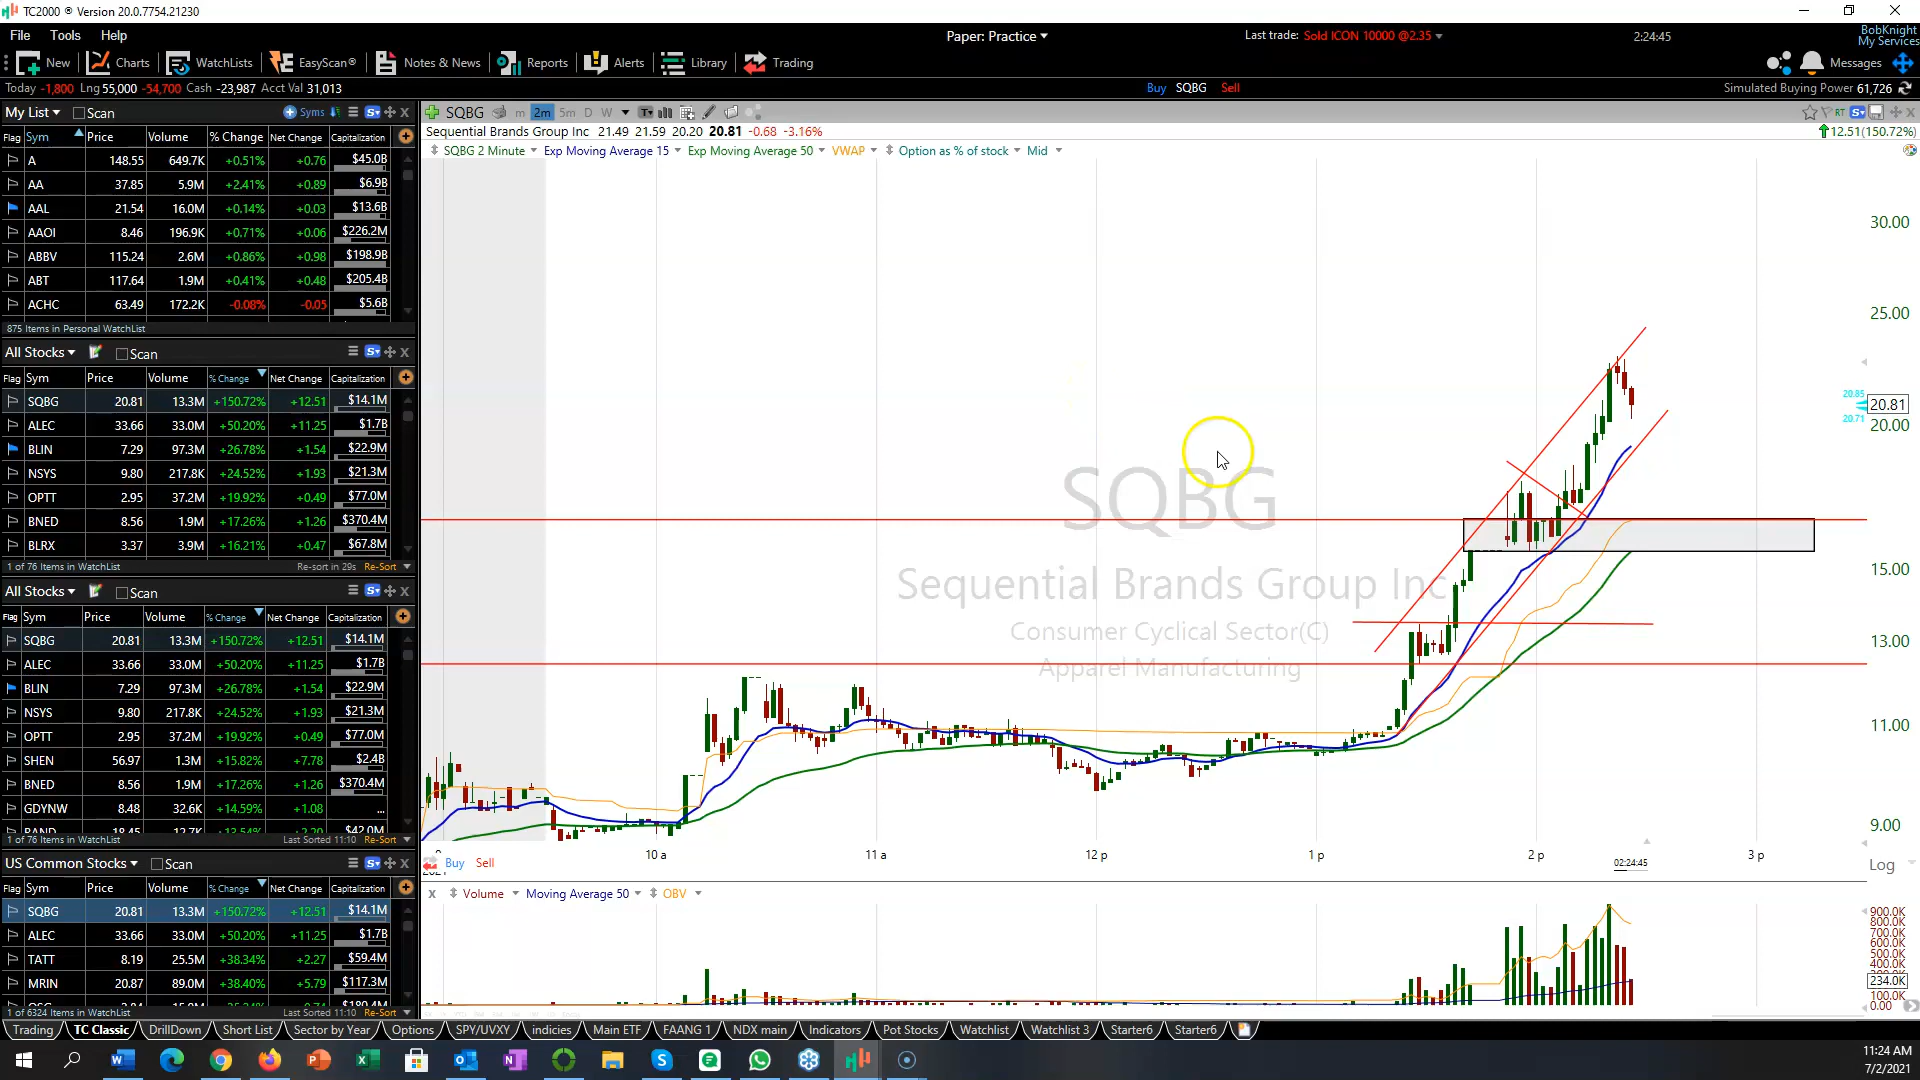 TC2000 ® Version 20.0.7754.21230
File Tools Help
Paper: Practice
Last trade: Sold ICON 10000 @2.35
2:24:45
BobKnight
My Services
New Charts WatchLists EasyScan® Notes & News Reports Alerts Library Trading
Messages
Today -1,800 Lng 55,000 -54,700 Cash -23,987 Acct Val 31,013
Buy SQBG Sell
Simulated Buying Power 61,726
My List Scan Syms
Flag Sym Price Volume % Change Net Change Capitalization
A 148.55 649.7K +0.51% +0.76 $45.0B
AA 37.85 5.9M +2.41% +0.89 $6.9B
AAL 21.54 16.0M +0.14% +0.03 $13.6B
AAOI 8.46 196.9K +0.71% +0.06 $226.2M
ABBV 115.24 2.6M +0.86% +0.98 $198.9B
ABT 117.64 1.9M +0.41% +0.48 $205.4B
ACHC 63.49 172.2K -0.08% -0.05 $5.6B
875 Items in Personal WatchList
All Stocks Scan
Flag Sym Price Volume % Change Net Change Capitalization
SQBG 20.81 13.3M +150.72% +12.51 $14.1M
ALEC 33.66 33.0M +50.20% +11.25 $1.7B
BLIN 7.29 97.3M +26.78% +1.54 $22.9M
NSYS 9.80 217.8K +24.52% +1.93 $21.3M
OPTT 2.95 37.2M +19.92% +0.49 $77.0M
BNED 8.56 1.9M +17.26% +1.26 $370.4M
BLRX 3.37 3.9M +16.21% +0.47 $67.8M
1 of 76 Items in WatchList Re-sort in 29s Re-Sort
All Stocks Scan
Flag Sym Price Volume % Change Net Change Capitalization
SQBG 20.81 13.3M +150.72% +12.51 $14.1M
ALEC 33.66 33.0M +50.20% +11.25 $1.7B
BLIN 7.29 97.3M +26.78% +1.54 $22.9M
NSYS 9.80 217.8K +24.52% +1.93 $21.3M
OPTT 2.95 37.2M +19.92% +0.49 $77.0M
SHEN 56.97 1.3M +15.82% +7.78 $2.4B
BNED 8.56 1.9M +17.26% +1.26 $370.4M
GDYNW 8.48 32.6K +14.59% +1.08 ...
1 of 76 Items in WatchList Last Sorted 11:10 Re-Sort
US Common Stocks Scan
Flag Sym Price Volume % Change Net Change Capitalization
SQBG 20.81 13.3M +150.72% +12.51 $14.1M
ALEC 33.66 33.0M +50.20% +11.25 $1.7B
TATT 8.19 25.5M +38.34% +2.27 $59.4M
MRIN 20.87 89.0M +38.40% +5.79 $117.3M
1 of 6324 Items in WatchList Last Sorted 11:10 Re-Sort
SQBG m 2m 5m D W
RT
Sequential Brands Group Inc 21.49 21.59 20.20 20.81 -0.68 -3.16%
12.51(150.72%)
SQBG 2 Minute Exp Moving Average 15 Exp Moving Average 50 VWAP Option as % of stock Mid
30.00
25.00
20.85
20.81
20.71
20.00
15.00
13.00
11.00
9.00
SQBG
Sequential Brands Group Inc
Consumer Cyclical Sector(C)
Apparel Manufacturing
10 a 11 a 12 p 1 p 2 p 3 p
02:24:45
Log
Buy Sell
x Volume Moving Average 50 OBV
900.0K
800.0K
700.0K
600.0K
500.0K
400.0K
234.0K
100.0K
0.00
Trading TC Classic DrillDown Short List Sector by Year Options SPY/UVXY indicies Main ETF FAANG 1 NDX main Indicators Pot Stocks Watchlist Watchlist 3 Starter6 Starter6
11:24 AM
7/2/2021